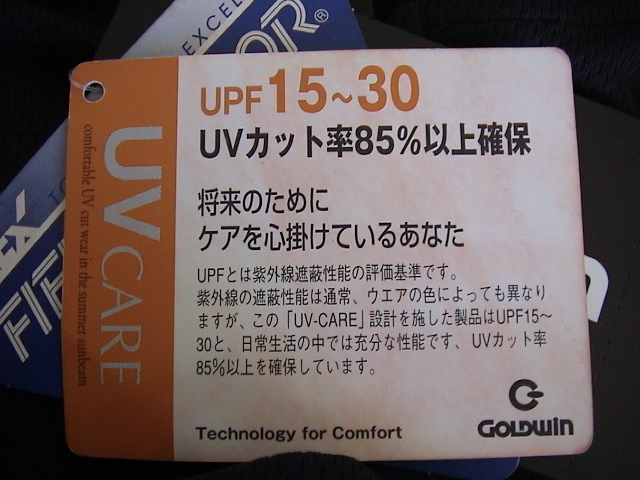 EXCEL
OR®
FIE
UV CARE
comfortable UV cut wear in the summer sunbeam
UPF 15~30
UVカット率85%以上確保
将来のために
ケアを心掛けているあなた
UPFとは紫外線遮蔽性能の評価基準です。
紫外線の遮蔽性能は通常、ウエアの色によっても異なり
ますが、この「UV-CARE」設計を施した製品はUPF15~
30と、日常生活の中では充分な性能です、UVカット率
85%以上を確保しています。
Technology for Comfort
GOLDWIN